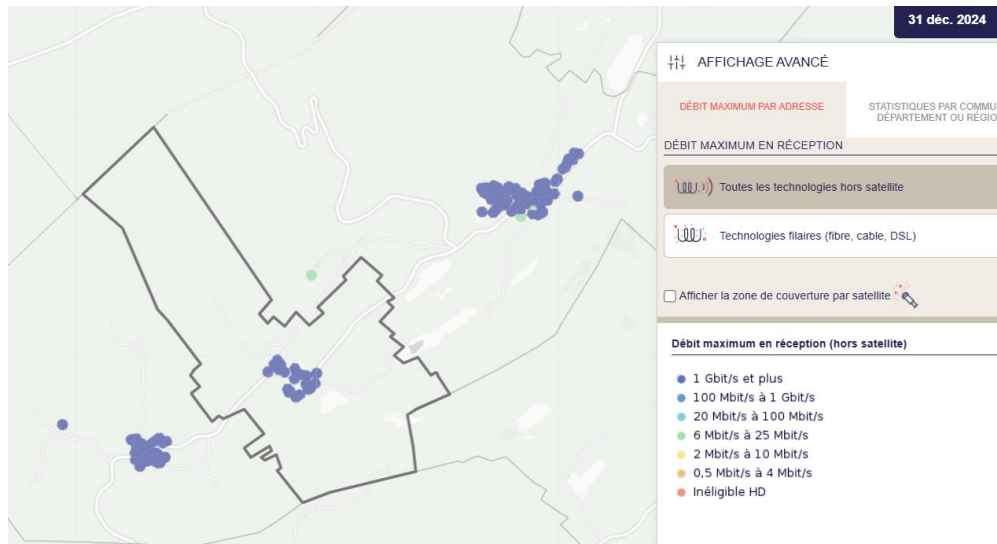 31 déc. 2024
AFFICHAGE AVANCÉ
DÉBIT MAXIMUM PAR ADRESSE
STATISTIQUES PAR COMMU
DÉPARTEMENT OU RÉGIO
DÉBIT MAXIMUM EN RÉCEPTION
Toutes les technologies hors satellite
Technologies filaires (fibre, cable, DSL)
Afficher la zone de couverture par satellite
Débit maximum en réception (hors satellite)
1 Gbit/s et plus
100 Mbit/s à 1 Gbit/s
20 Mbit/s à 100 Mbit/s
6 Mbit/s à 25 Mbit/s
2 Mbit/s à 10 Mbit/s
0,5 Mbit/s à 4 Mbit/s
Inéligible HD